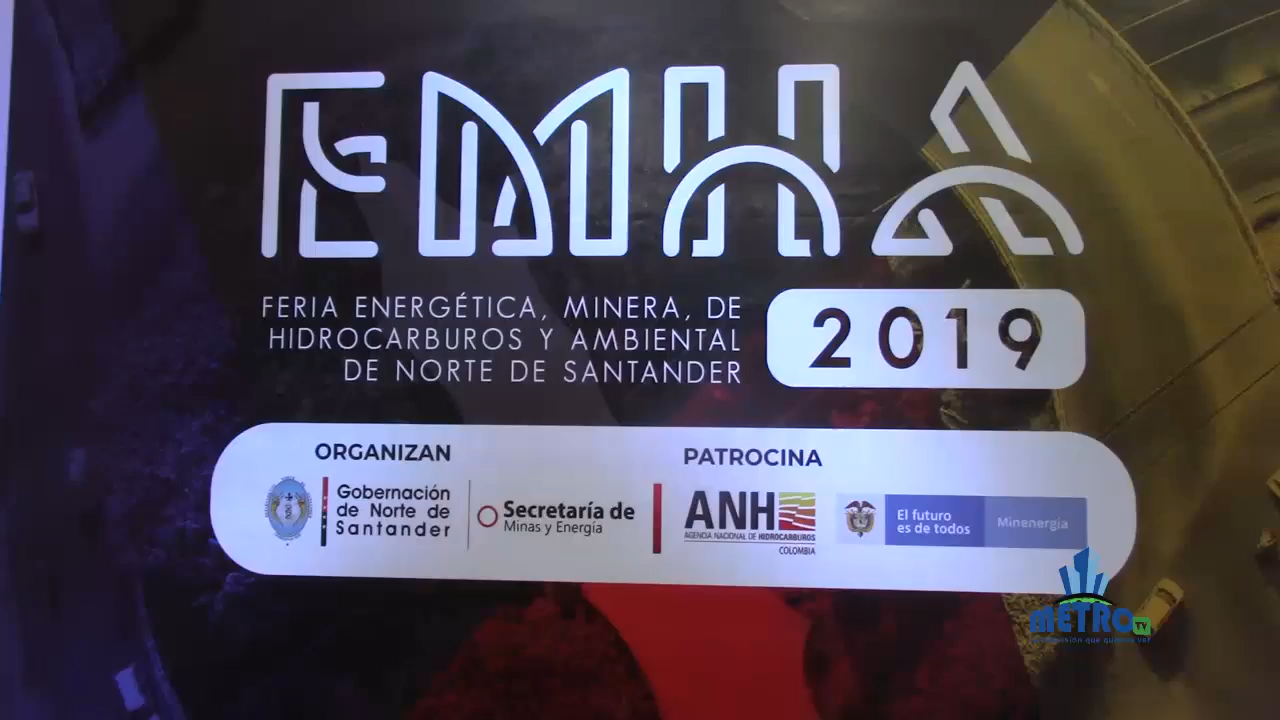 EMHA
FERIA ENERGÉTICA, MINERA, DE
HIDROCARBUROS Y AMBIENTAL
DE NORTE DE SANTANDER
2019
ORGANIZAN
Gobernación
de Norte de
Santander
Secretaría de
Minas y Energía
PATROCINA
ANH
AGENCIA NACIONAL DE HIDROCARBUROS
COLOMBIA
El futuro
es de todos
Minenergía
METRO TV